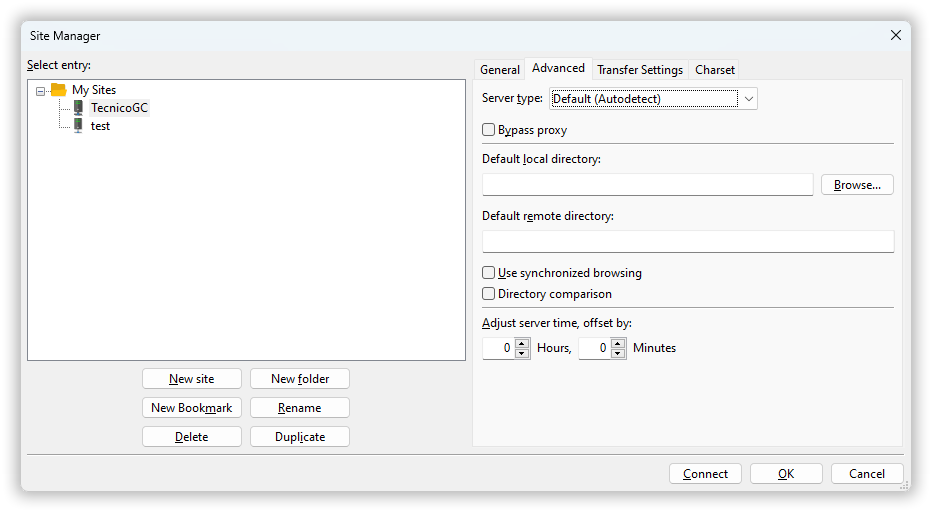 Site Manager
Select entry:
My Sites
TecnicoGC
test
New site
New folder
New Bookmark
Rename
Delete
Duplicate
General
Advanced
Transfer Settings
Charset
Server type:
Default (Autodetect)
Bypass proxy
Default local directory:
Browse...
Default remote directory:
Use synchronized browsing
Directory comparison
Adjust server time, offset by:
0 Hours, 0 Minutes
Connect
OK
Cancel